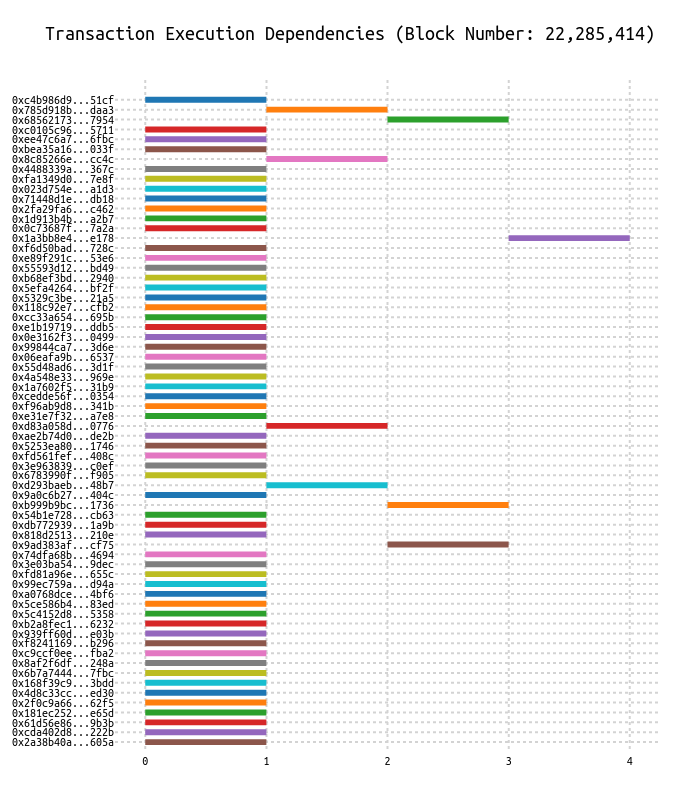 Transaction Execution Dependencies (Block Number: 22,285,414)
0xc4b986d9...51cf
0x785d918b...daa3
0x68562173...7954
0xc0105c96...5711
0xee47c6a7...6fbc
0xbea35a16...033f
0x8c85266e...cc4c
0x4488339a...367c
0xfa1349d0...7e8f
0x023d754e...a1d3
0x71448d1e...db18
0x2fa29fa6...c462
0x1d913b4b...a2b7
0x0c73687f...7a2a
0x1a3bb8e4...e178
0xf6d50bad...728c
0xe89f291c...53e6
0x55593d12...bd49
0xb68ef3bd...2940
0x5efa4264...bf2f
0x5329c3be...21a5
0x118c92e7...cfb2
0xcc33a654...695b
0xe1b19719...ddb5
0x0e3162f3...0499
0x99844ca7...3d6e
0x06eafa9b...6537
0x55d48ad6...3d1f
0x4a548e33...969e
0x1a7602f5...31b9
0xcedde56f...0354
0xf96ab9d8...341b
0xe31e7f32...a7e8
0xd83a058d...0776
0xae2b74d0...de2b
0x5253ea80...1746
0xfd561fef...408c
0x3e963839...c0ef
0x6783990f...f905
0xd293baeb...48b7
0x9a0c6b27...404c
0xb999b9bc...1736
0x54b1e728...cb63
0xdb772939...1a9b
0x818d2513...210e
0x9ad383af...cf75
0x74dfa68b...4694
0x3e03ba54...9dec
0xfd81a96e...655c
0x99ec759a...d94a
0xa0768dce...4bf6
0x5ce586b4...83ed
0x5c4152d8...5358
0xb2a8fec1...6232
0x939ff60d...e03b
0xf8241169...b296
0xc9ccf0ee...fba2
0x8af2f6df...248a
0x6b7a7444...7fbc
0x168f39c9...3bdd
0x4d8c33cc...ed30
0x2f0c9a66...62f5
0x181ec252...e65d
0x61d56e86...9b3b
0xcda402d8...222b
0x2a38b40a...605a
0 1 2 3 4